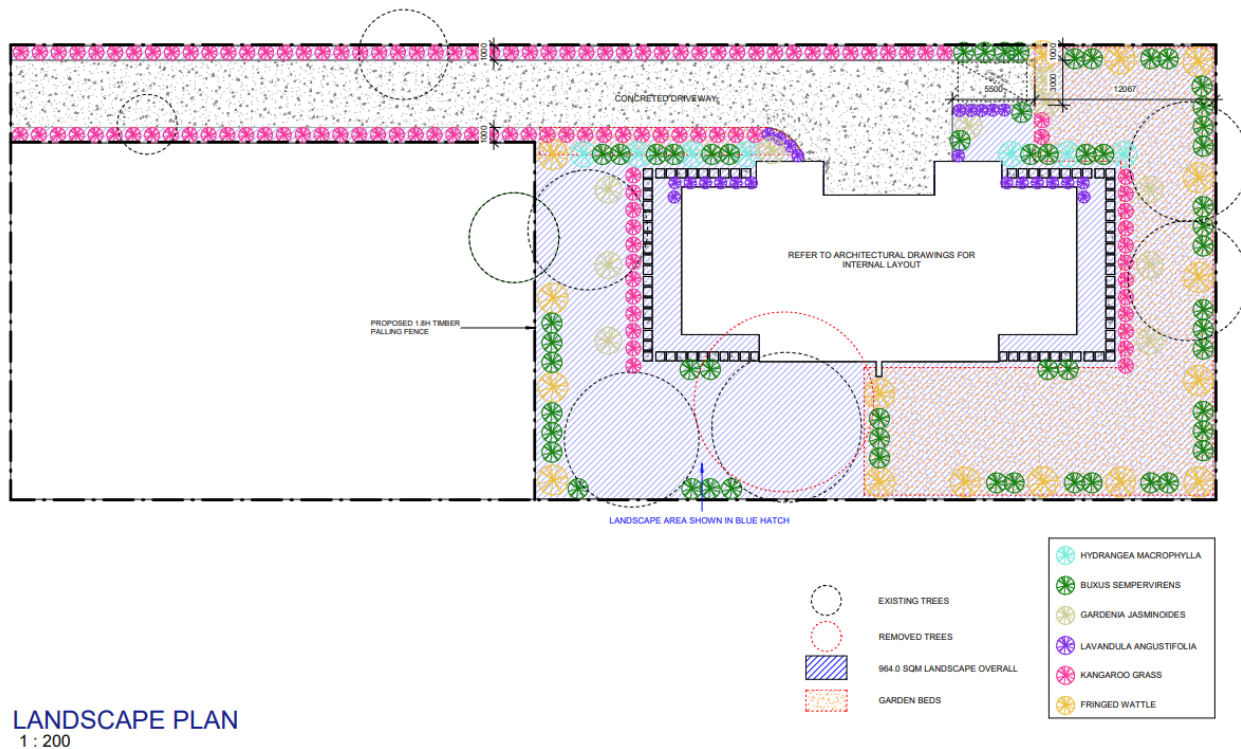 1000
1000
5500
3000
12067
CONCRETED DRIVEWAY
1000
REFER TO ARCHITECTURAL DRAWINGS FOR
INTERNAL LAYOUT
PROPOSED 1.8H TIMBER
PALLING FENCE
LANDSCAPE AREA SHOWN IN BLUE HATCH
EXISTING TREES
REMOVED TREES
964.0 SQM LANDSCAPE OVERALL
GARDEN BEDS
HYDRANGEA MACROPHYLLA
BUXUS SEMPERVIRENS
GARDENIA JASMINOIDES
LAVANDULA ANGUSTIFOLIA
KANGAROO GRASS
FRINGED WATTLE
LANDSCAPE PLAN
1 : 200